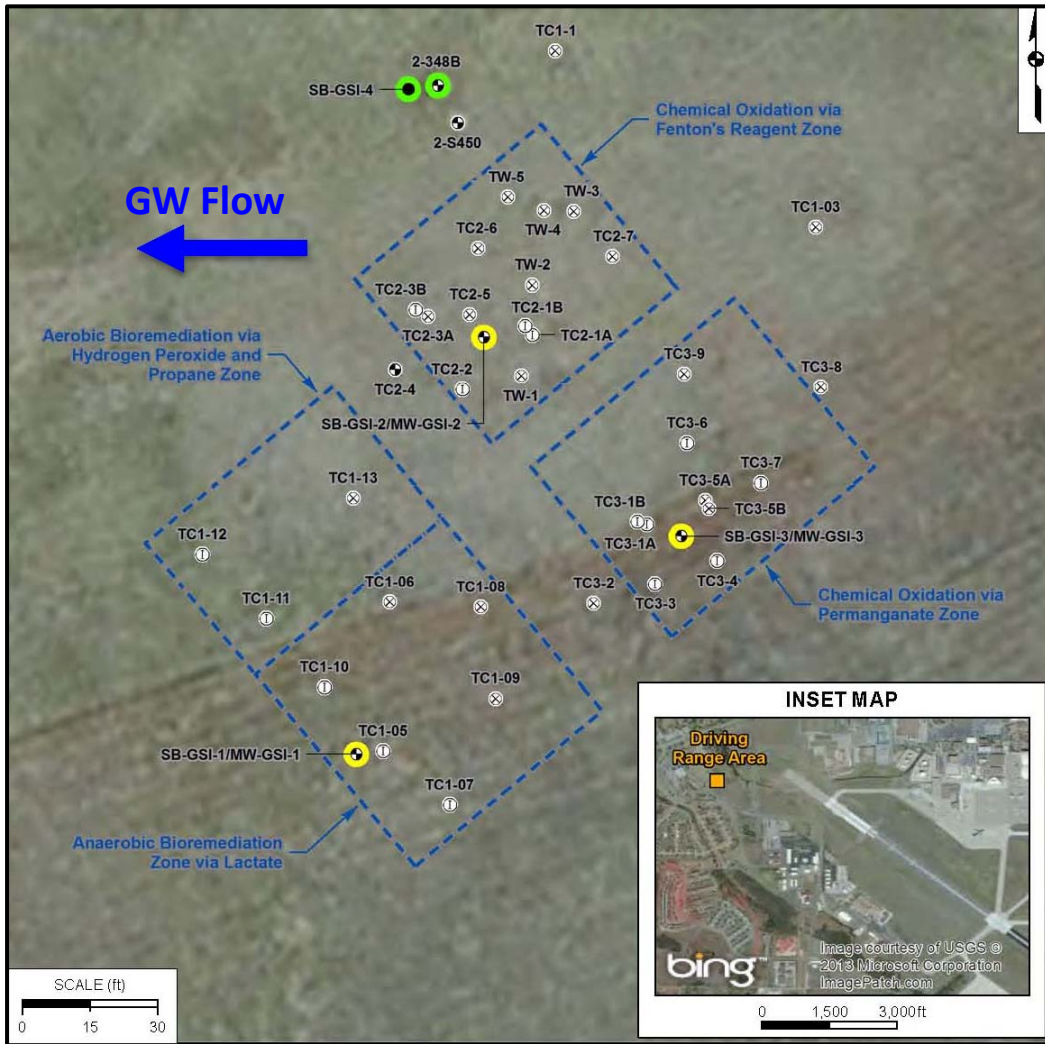 TC1-1
2-348B
SB-GSI-4
2-S450
Chemical Oxidation via
Fenton's Reagent Zone
GW Flow
TW-5
TW-3
TW-4
TC1-03
TC2-6
TC2-7
TW-2
TC2-3B
TC2-5
TC2-1B
TC2-3A
TC2-1A
Aerobic Bioremediation via
Hydrogen Peroxide and
Propane Zone
TC2-4
TC2-2
TW-1
TC3-9
TC3-8
SB-GSI-2/MW-GSI-2
TC3-6
TC1-13
TC3-7
TC3-5A
TC3-1B
TC3-5B
TC3-1A
SB-GSI-3/MW-GSI-3
TC1-12
TC1-06
TC1-08
TC3-2
TC3-3
TC3-4
Chemical Oxidation via
Permanganate Zone
TC1-11
TC1-10
TC1-09
TC1-05
SB-GSI-1/MW-GSI-1
TC1-07
Anaerobic Bioremediation
Zone via Lactate
INSET MAP
Driving
Range Area
bing™
Image courtesy of USGS ©
2013 Microsoft Corporation
ImagePatch.com
0 1,500 3,000ft
SCALE (ft)
0 15 30